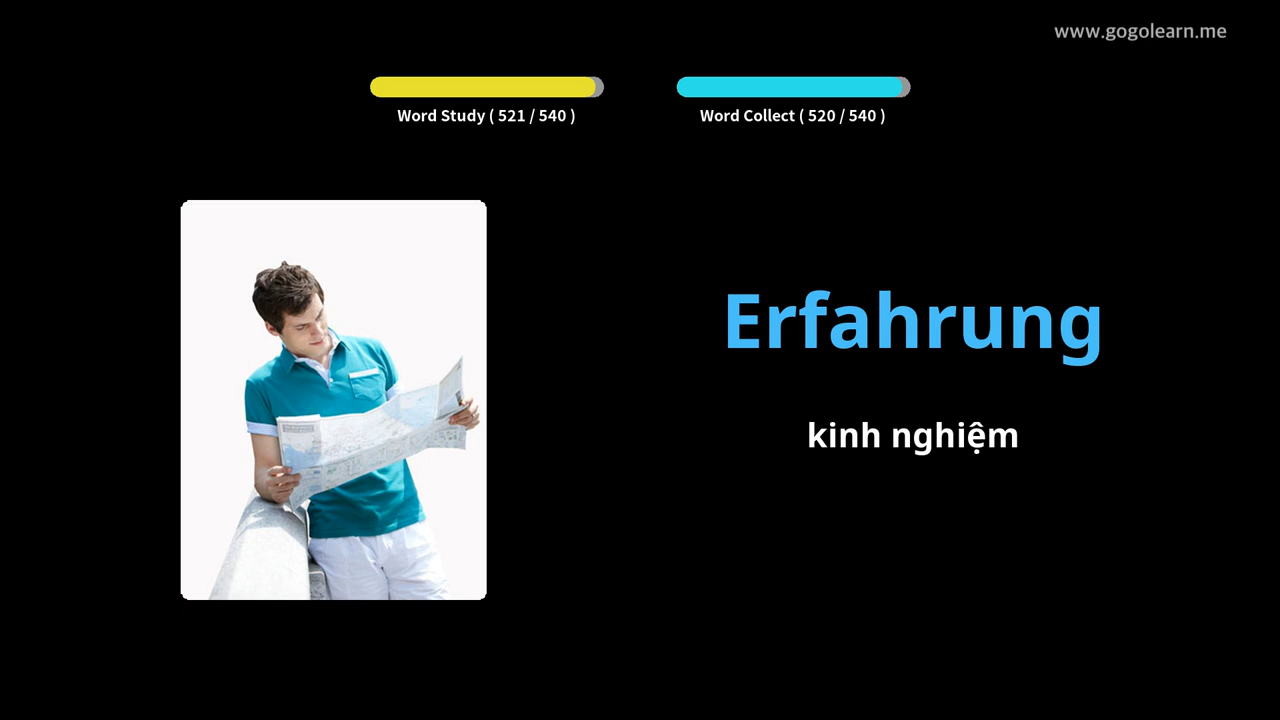 www.gogolearn.me
Word Study ( 521 / 540 )
Word Collect ( 520 / 540 )
Erfahrung
kinh nghiệm